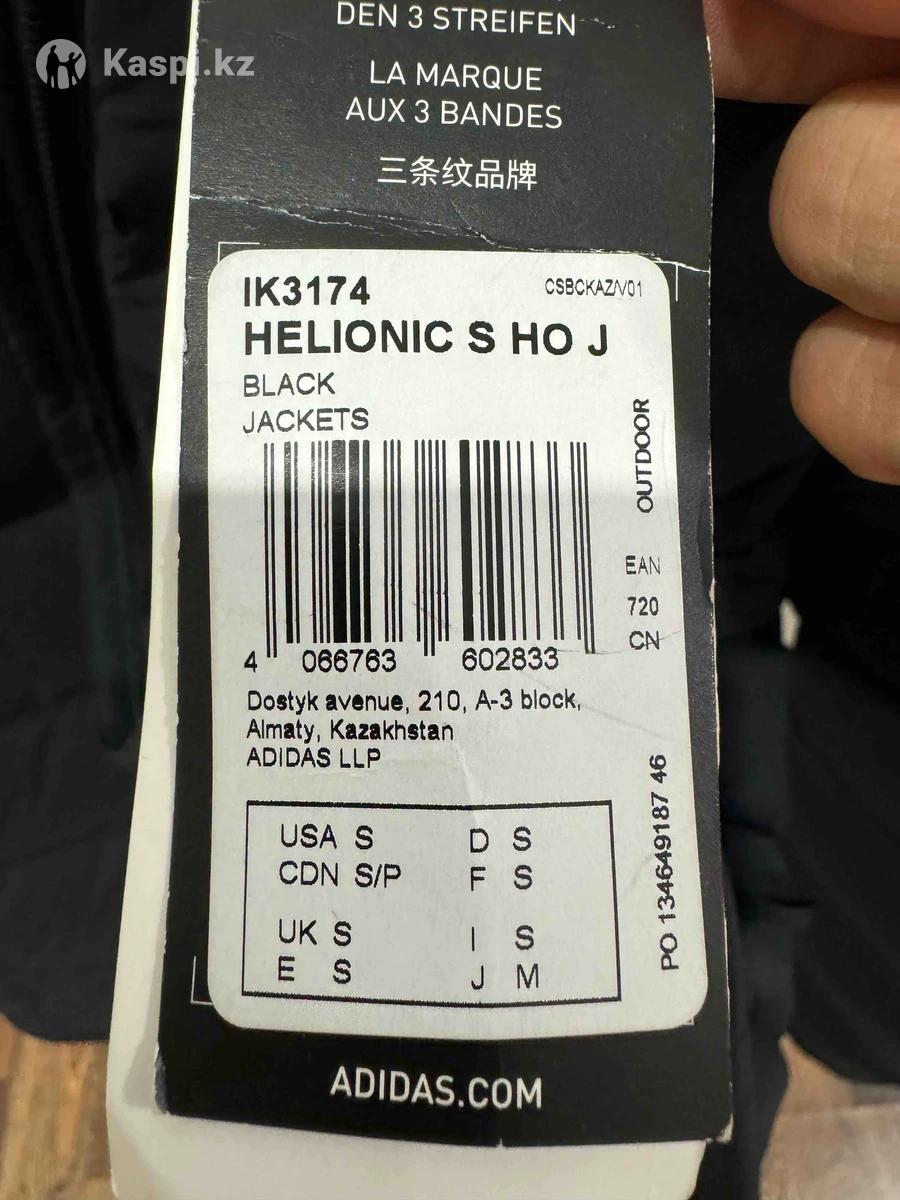 Kaspi.kz
DEN 3 STREIFEN
LA MARQUE
AUX 3 BANDES
三条纹品牌
IK3174
CSBCKAZ/V01
HELIONIC S HO J
BLACK
JACKETS
OUTDOOR
EAN
720
CN
4 066763 602833
Dostyk avenue, 210, A-3 block,
Almaty, Kazakhstan
ADIDAS LLP
PO 134649187 46
USA S D S
CDN S/P F S
UK S I S
E S J M
ADIDAS.COM